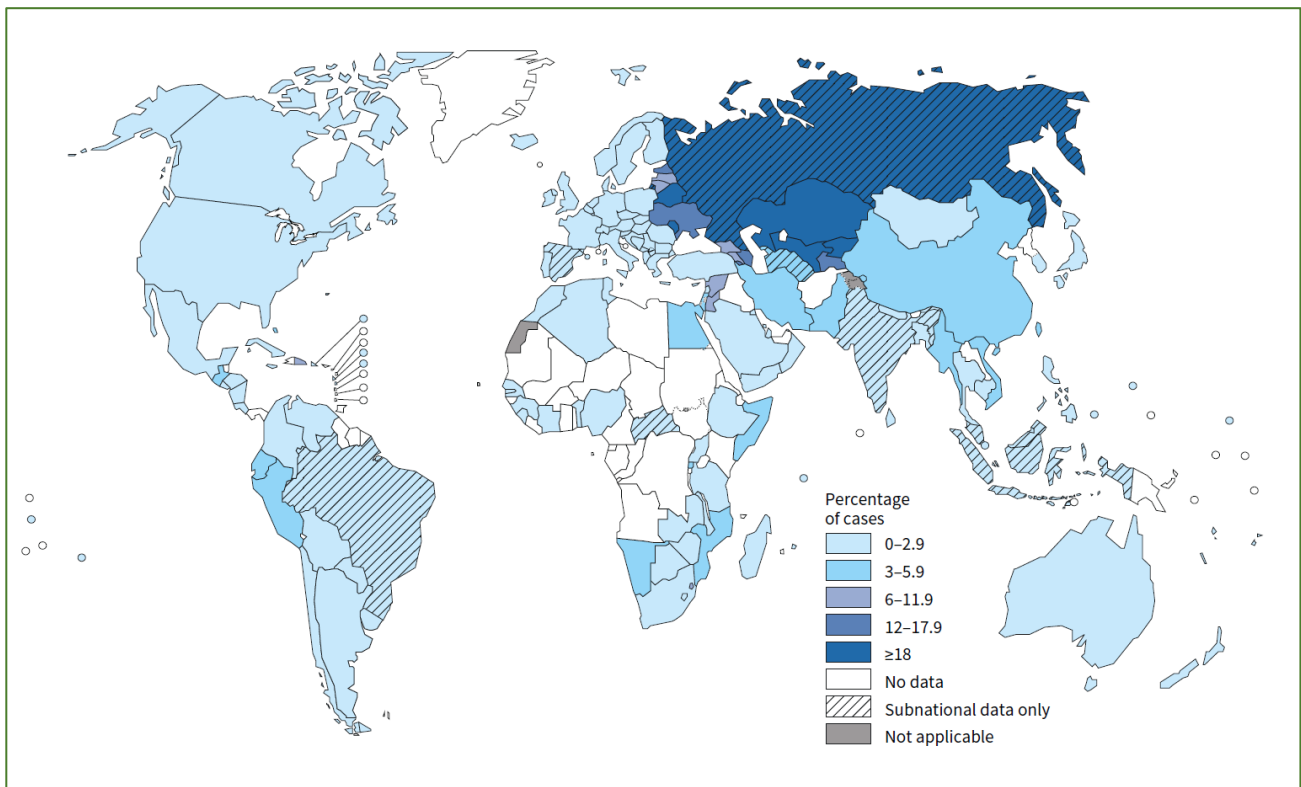 Percentage
of cases
0–2.9
3–5.9
6–11.9
12–17.9
≥18
No data
Subnational data only
Not applicable